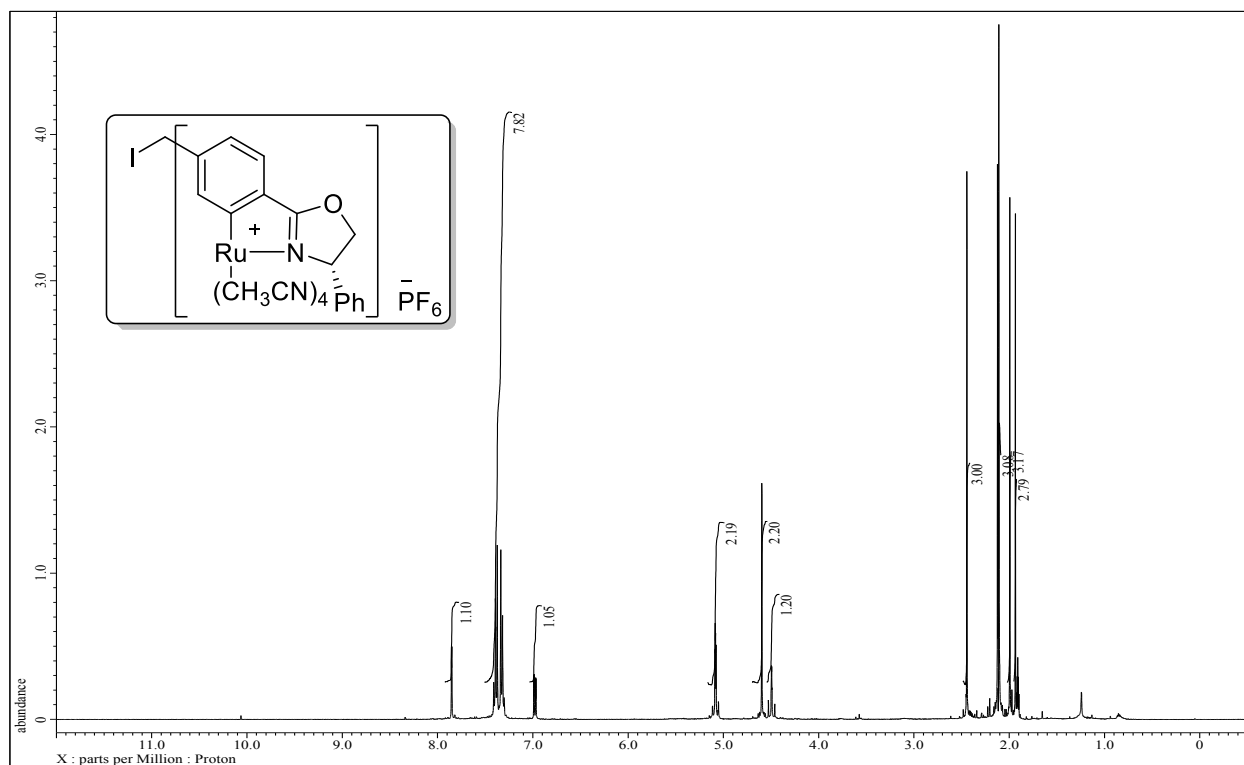 4.0
3.0
2.0
1.0
0
abundance
I
O
+
Ru
N
(CH3CN)4
Ph
−
PF6
1.10
7.82
1.05
2.19
2.20
1.20
3.00
3.08
3.17
2.79
11.0 10.0 9.0 8.0 7.0 6.0 5.0 4.0 3.0 2.0 1.0 0
X : parts per Million : Proton